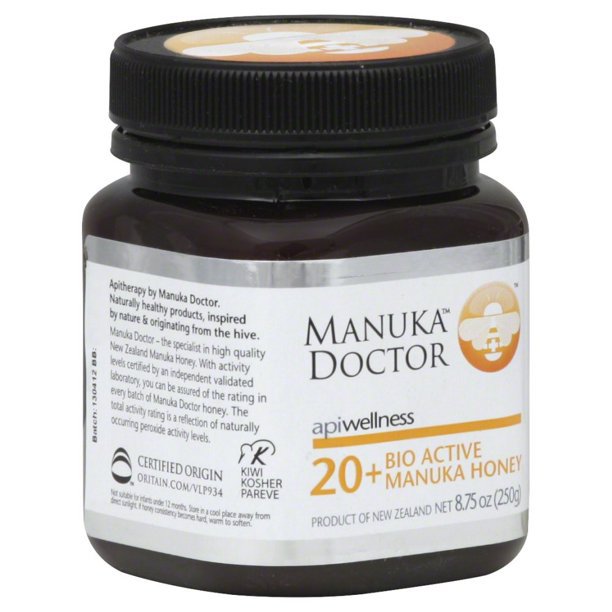 Apitherapy by Manuka Doctor.
Naturally healthy products, inspired
by nature & originating from the hive.
Manuka Doctor – the specialist in high quality
New Zealand Manuka Honey. With activity
levels certified by an independent validated
laboratory, you can be assured of the rating in
every batch of Manuka Doctor honey. The
total activity rating is a reflection of naturally
occurring peroxide activity levels.
Batch: 130412 BB:
CERTIFIED ORIGIN
ORITAIN.COM/VLP934
K
KIWI
KOSHER
PAREVE
Not suitable for infants under 12 months. Store in a cool place away from
direct sunlight. If honey consistency becomes hard, warm to soften.
MANUKA™
DOCTOR
™
apiwellness
20+ BIO ACTIVE
MANUKA HONEY
PRODUCT OF NEW ZEALAND NET 8.75 oz (250g)